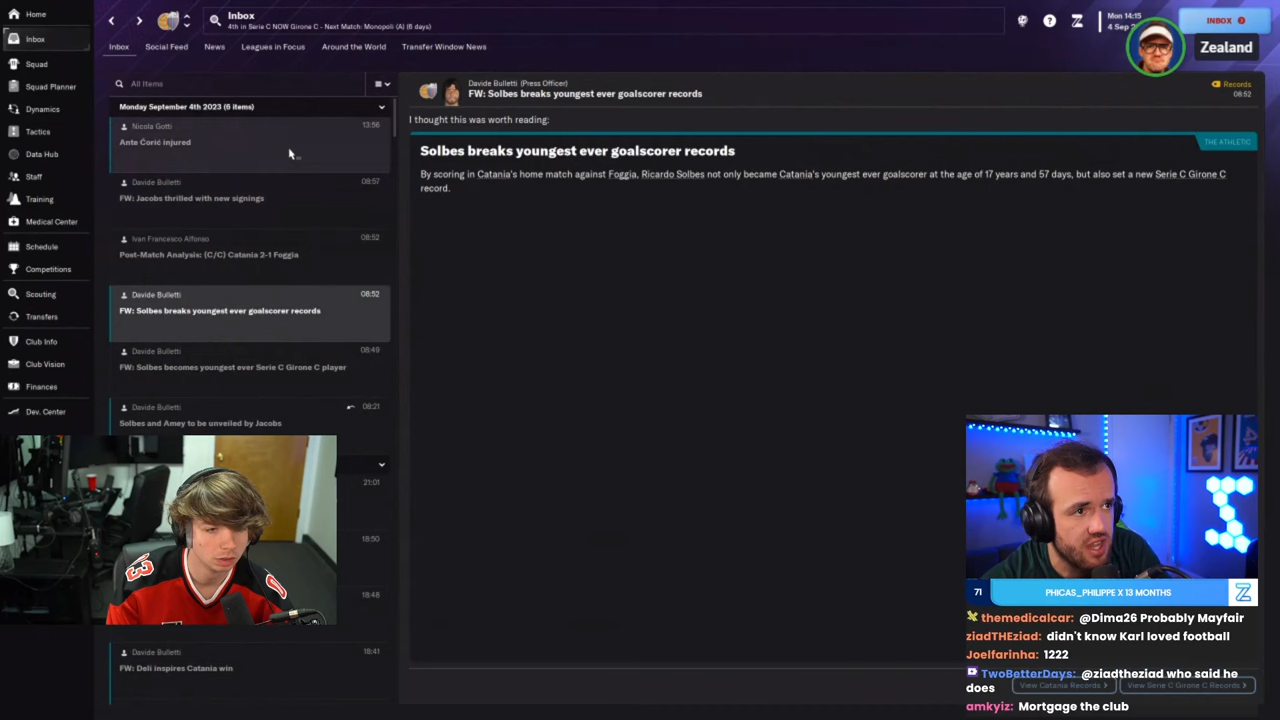 Home
Inbox
Squad
Squad Planner
Dynamics
Tactics
Data Hub
Staff
Training
Medical Center
Schedule
Competitions
Scouting
Transfers
Club Info
Club Vision
Finances
Dev. Center
Inbox
4th in Serie C NOW Girone C - Next Match: Monopoli (A) (6 days)
Mon 14:15
4 Sep
INBOX
Zealand
Inbox
Social Feed
News
Leagues in Focus
Around the World
Transfer Window News
All Items
Monday September 4th 2023 (6 items)
Nicola Gotti
13:56
Ante Ćorić injured
Davide Bulletti
08:57
FW: Jacobs thrilled with new signings
Ivan Francesco Alfonso
08:52
Post-Match Analysis: (C/C) Catania 2-1 Foggia
Davide Bulletti
08:52
FW: Solbes breaks youngest ever goalscorer records
Davide Bulletti
08:49
FW: Solbes becomes youngest ever Serie C Girone C player
Davide Bulletti
08:21
Solbes and Amey to be unveiled by Jacobs
21:01
18:50
18:48
Davide Bulletti
18:41
FW: Deli inspires Catania win
Davide Bulletti (Press Officer)
FW: Solbes breaks youngest ever goalscorer records
Records
08:52
I thought this was worth reading:
THE ATHLETIC
Solbes breaks youngest ever goalscorer records
By scoring in Catania's home match against Foggia, Ricardo Solbes not only became Catania's youngest ever goalscorer at the age of 17 years and 57 days, but also set a new Serie C Girone C
record.
71
PHICAS_PHILIPPE X 13 MONTHS
themedicalcar: @Dima26 Probably Mayfair
ziadTHEziad: didn't know Karl loved football
Joelfarinha: 1222
TwoBetterDays: @ziadtheziad who said he
does
amkyiz: Mortgage the club
View Catania Records >
View Serie C Girone C Records >